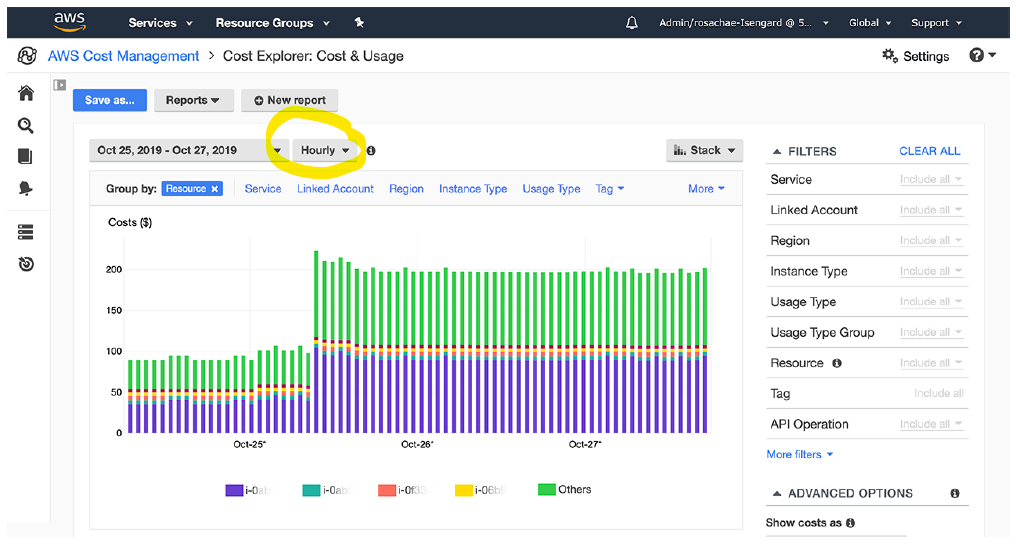 aws Services Resource Groups Admin/rosachae-Isengard @ 5... Global Support
AWS Cost Management > Cost Explorer: Cost & Usage Settings
Save as... Reports New report
Oct 25, 2019 - Oct 27, 2019 Hourly Stack
Group by: Resource × Service Linked Account Region Instance Type Usage Type Tag More
Costs ($)
200
150
100
50
0
Oct-25* Oct-26* Oct-27*
i-0ab i-0ab i-0f33 i-06b Others
FILTERS CLEAR ALL
Service Include all
Linked Account Include all
Region Include all
Instance Type Include all
Usage Type Include all
Usage Type Group Include all
Resource Include all
Tag Include all
API Operation Include all
More filters
ADVANCED OPTIONS
Show costs as